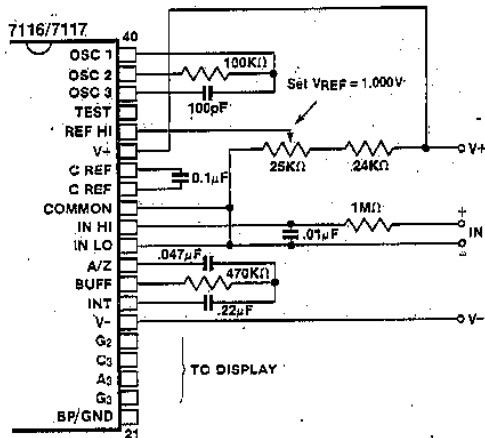 7116/7117
40
OSC 1
100KΩ
OSC 2
OSC 3
100pF
Set VREF = 1.000V
TEST
REF HI
V+
V+
25KΩ
24KΩ
C REF
0.1µF
C REF
COMMON
1MΩ
+
IN HI
.01µF
IN
IN LO
−
A/Z
.047µF
BUFF
470KΩ
INT
.22µF
V-
V-
G2
C3
TO DISPLAY
A3
G3
BP/GND
21